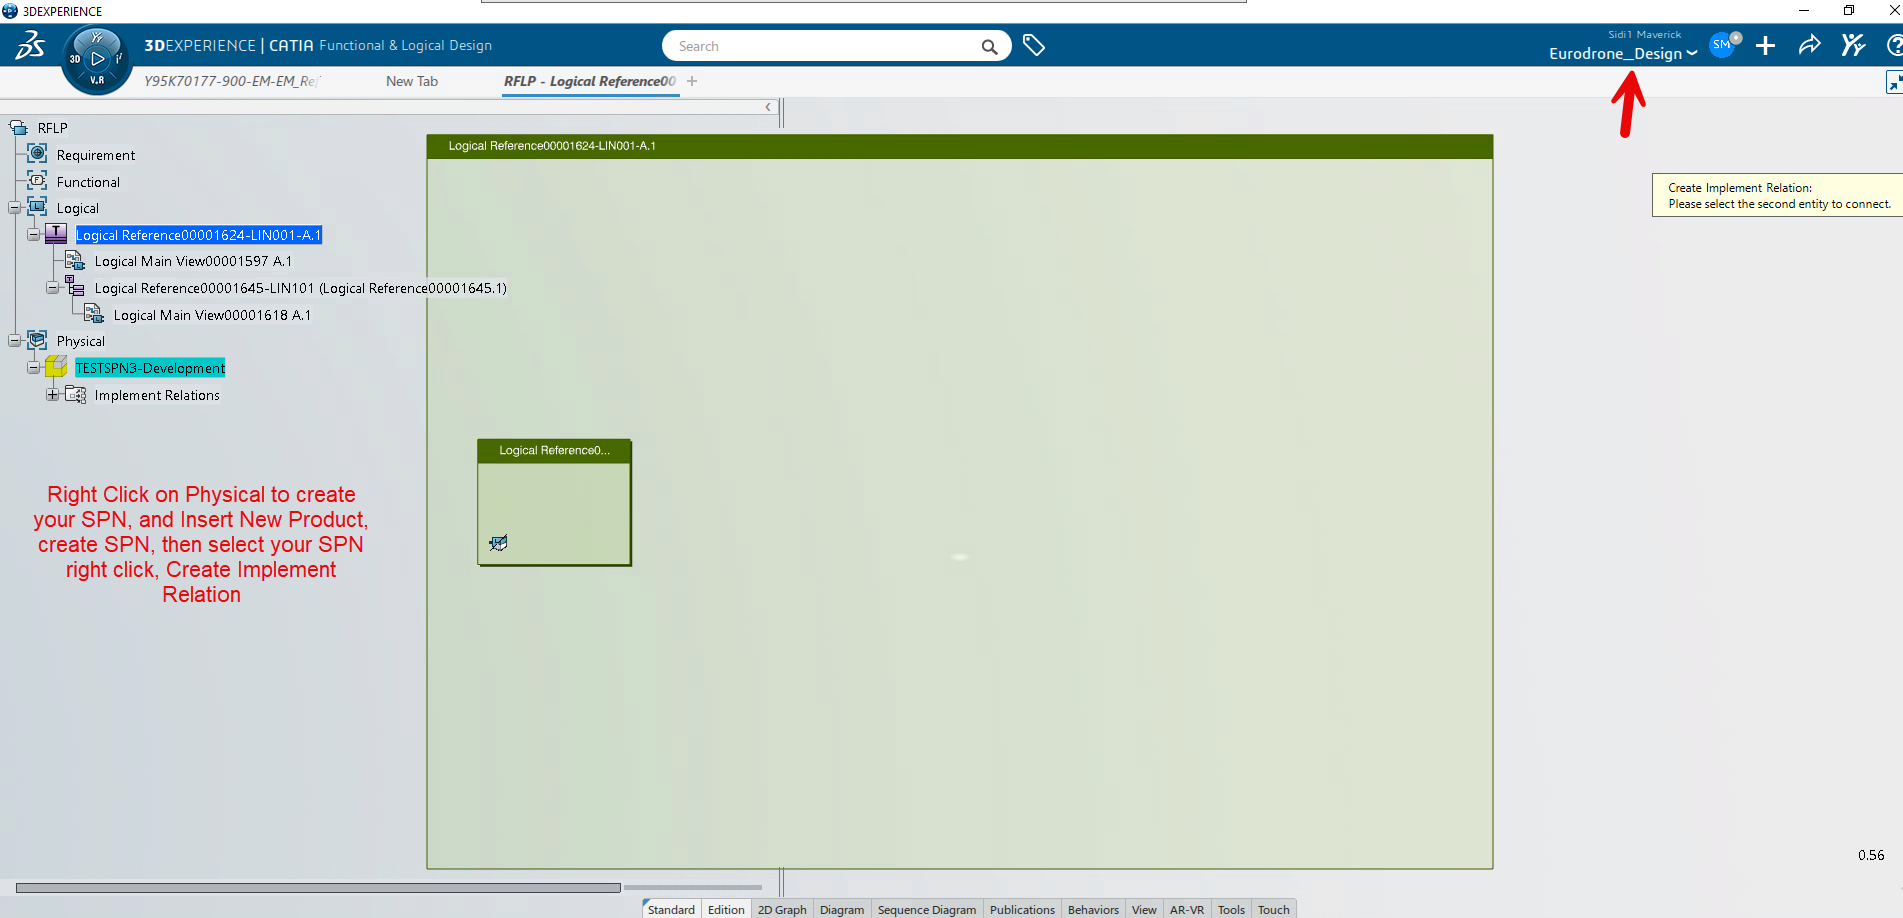 3DEXPERIENCE
3DEXPERIENCE | CATIA Functional & Logical Design
Search
Sidi1 Maverick
Eurodrone_Design
SM
3D
V.R
Y95K70177-900-EM-EM_Ref
New Tab
RFLP - Logical Reference00
RFLP
Requirement
Functional
Logical
Logical Reference00001624-LIN001-A.1
Logical Main View00001597 A.1
Logical Reference00001645-LIN101 (Logical Reference00001645.1)
Logical Main View00001618 A.1
Physical
TESTSPN3-Development
Implement Relations
Logical Reference00001624-LIN001-A.1
Create Implement Relation:
Please select the second entity to connect.
Logical Reference0...
Right Click on Physical to create
your SPN, and Insert New Product,
create SPN, then select your SPN
right click, Create Implement
Relation
0.56
Standard Edition 2D Graph Diagram Sequence Diagram Publications Behaviors View AR-VR Tools Touch